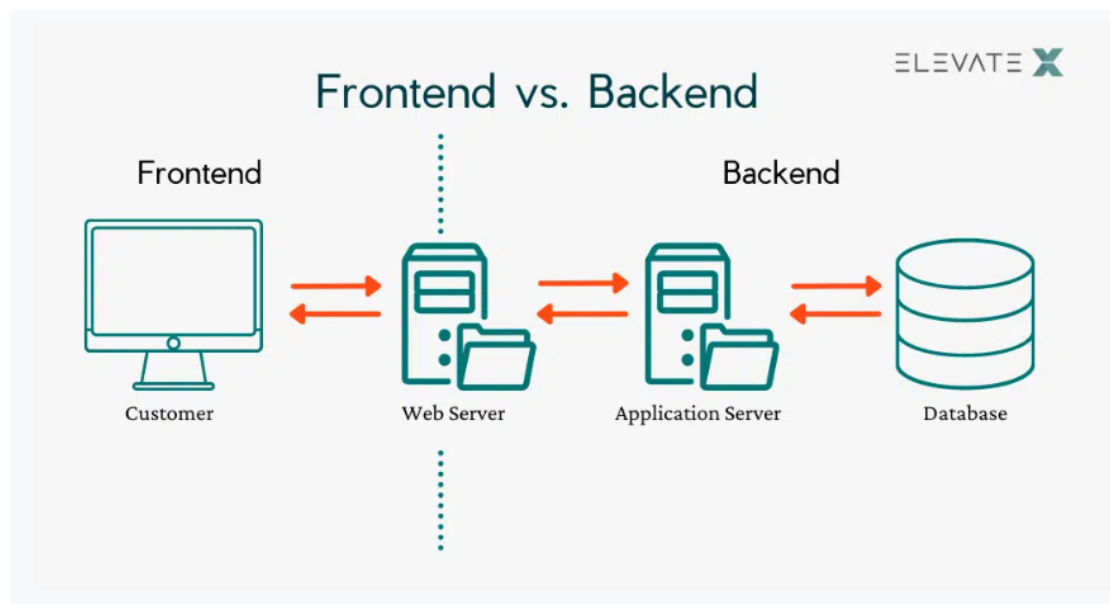 ELEVATE X
Frontend vs. Backend
Frontend
Backend
Customer
Web Server
Application Server
Database